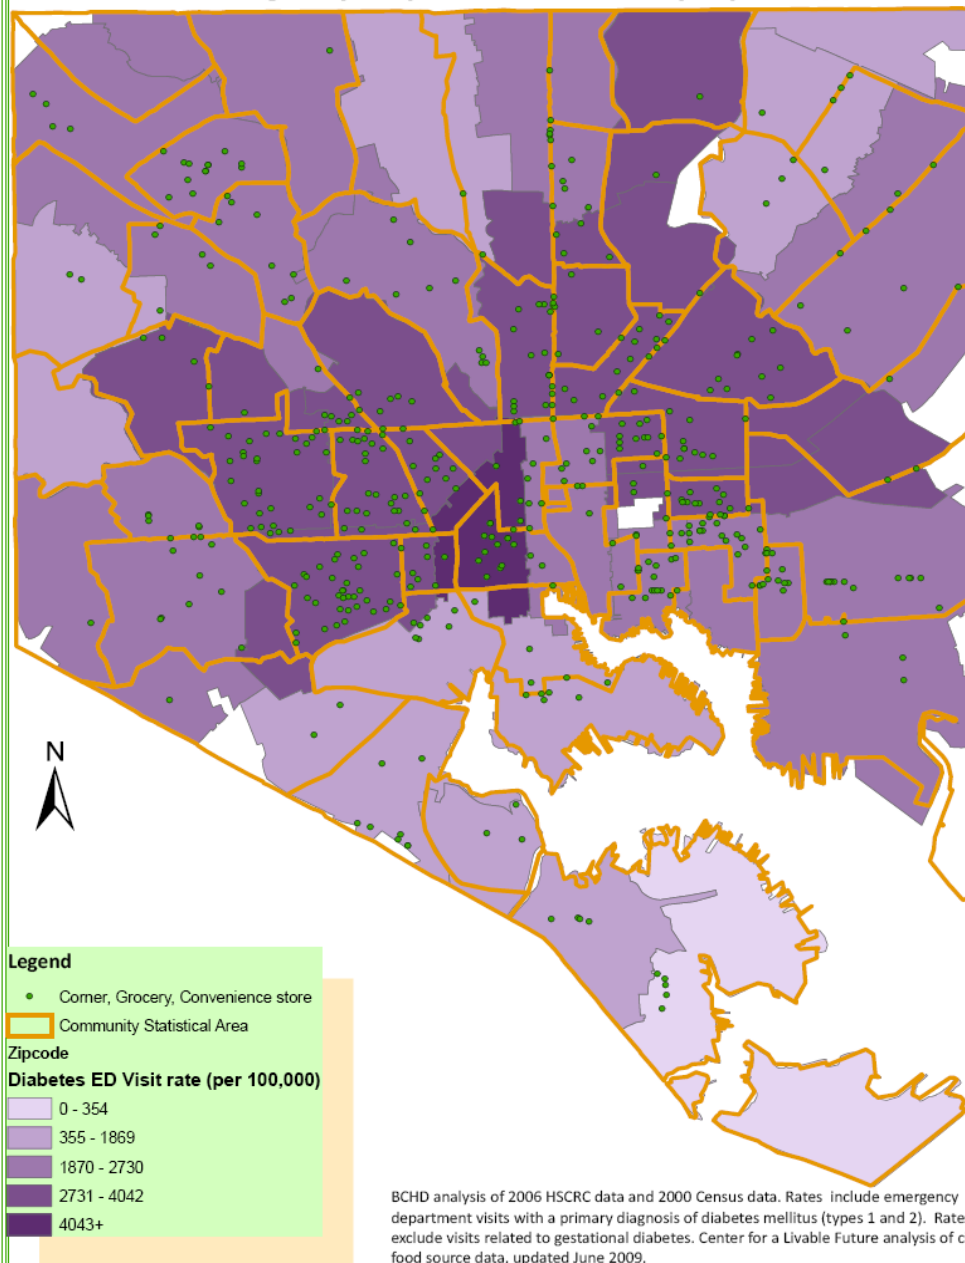 N
Legend
Corner, Grocery, Convenience store
Community Statistical Area
Zipcode
Diabetes ED Visit rate (per 100,000)
0 - 354
355 - 1869
1870 - 2730
2731 - 4042
4043+
BCHD analysis of 2006 HSCRC data and 2000 Census data. Rates include emergency
department visits with a primary diagnosis of diabetes mellitus (types 1 and 2). Rate
exclude visits related to gestational diabetes. Center for a Livable Future analysis of
food source data, updated June 2009.